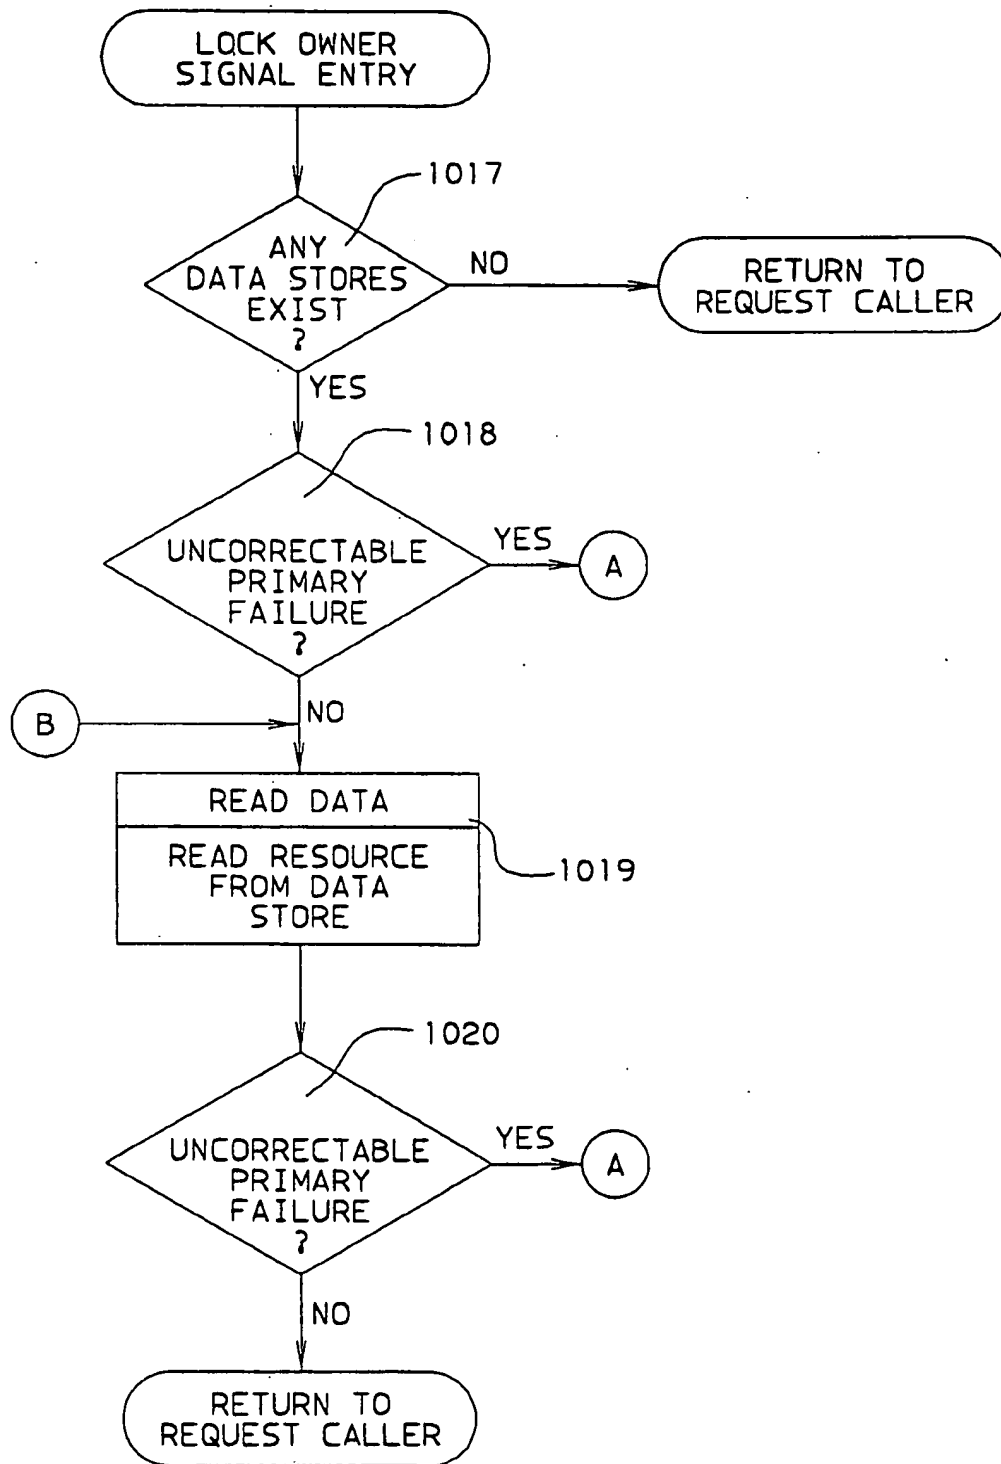 LOCK OWNER
SIGNAL ENTRY
1017
ANY
DATA STORES
EXIST
?
NO
RETURN TO
REQUEST CALLER
YES
1018
UNCORRECTABLE
PRIMARY
FAILURE
?
YES
A
B
NO
READ DATA
READ RESOURCE
FROM DATA
STORE
1019
1020
UNCORRECTABLE
PRIMARY
FAILURE
?
YES
A
NO
RETURN TO
REQUEST CALLER